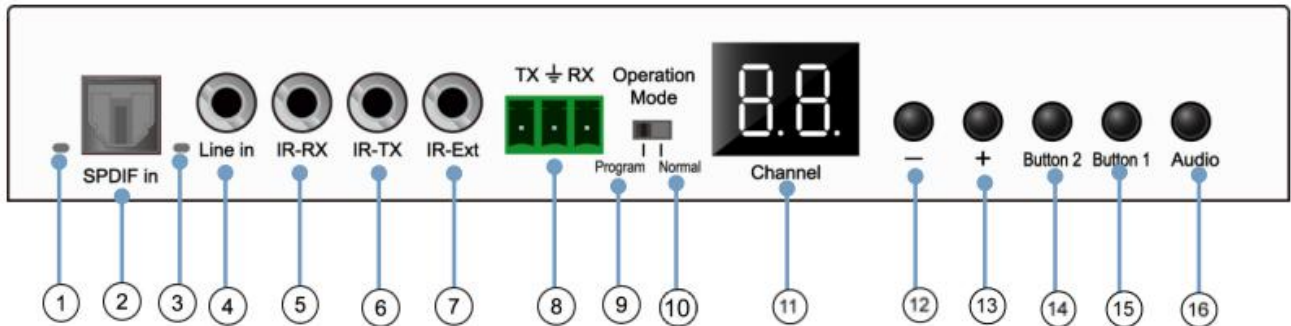 TX ⏚ RX
Operation
Mode
8.8.
SPDIF in
Line in
IR-RX
IR-TX
IR-Ext
Program
Normal
Channel
−
+
Button 2
Button 1
Audio
1
2
3
4
5
6
7
8
9
10
11
12
13
14
15
16